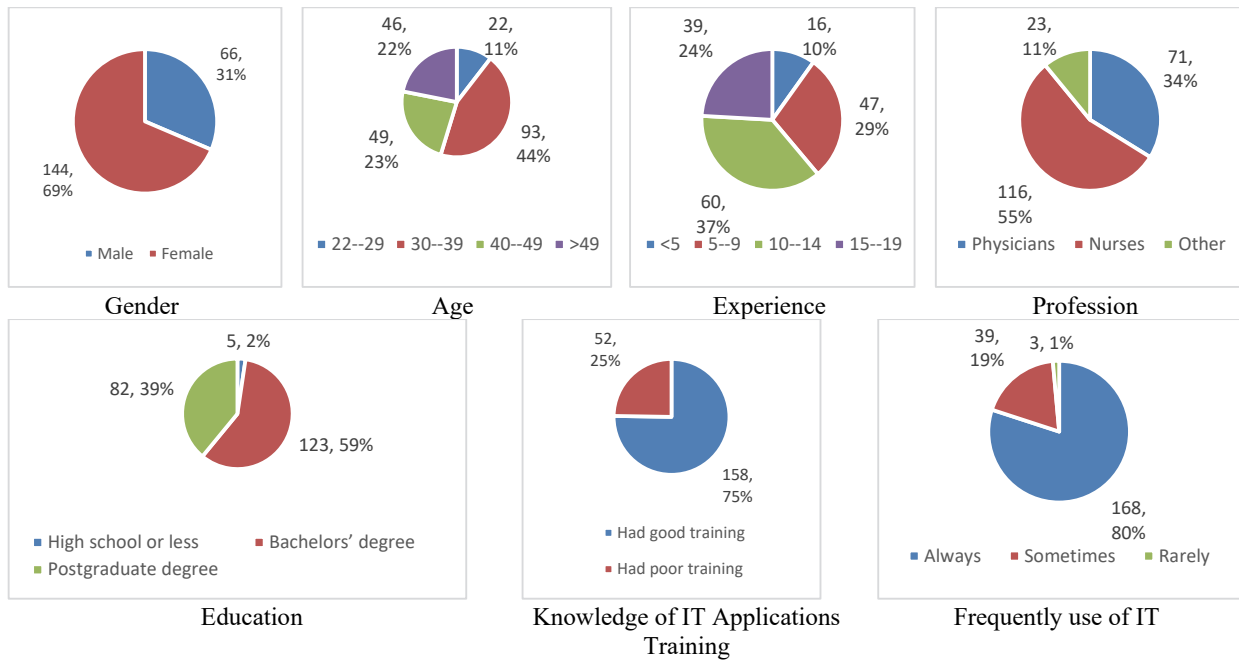 66,
31%
144,
69%
Male Female
Gender
46,
22%
22,
11%
49,
23%
93,
44%
22--29 30--39 40--49 >49
Age
39,
24%
16,
10%
47,
29%
60,
37%
<5 5--9 10--14 15--19
Experience
23,
11%
71,
34%
116,
55%
Physicians Nurses Other
Profession
5, 2%
82, 39%
123, 59%
High school or less Bachelors’ degree
Postgraduate degree
Education
52,
25%
158,
75%
Had good training
Had poor training
Knowledge of IT Applications
Training
39,
19%
3, 1%
168,
80%
Always Sometimes Rarely
Frequently use of IT